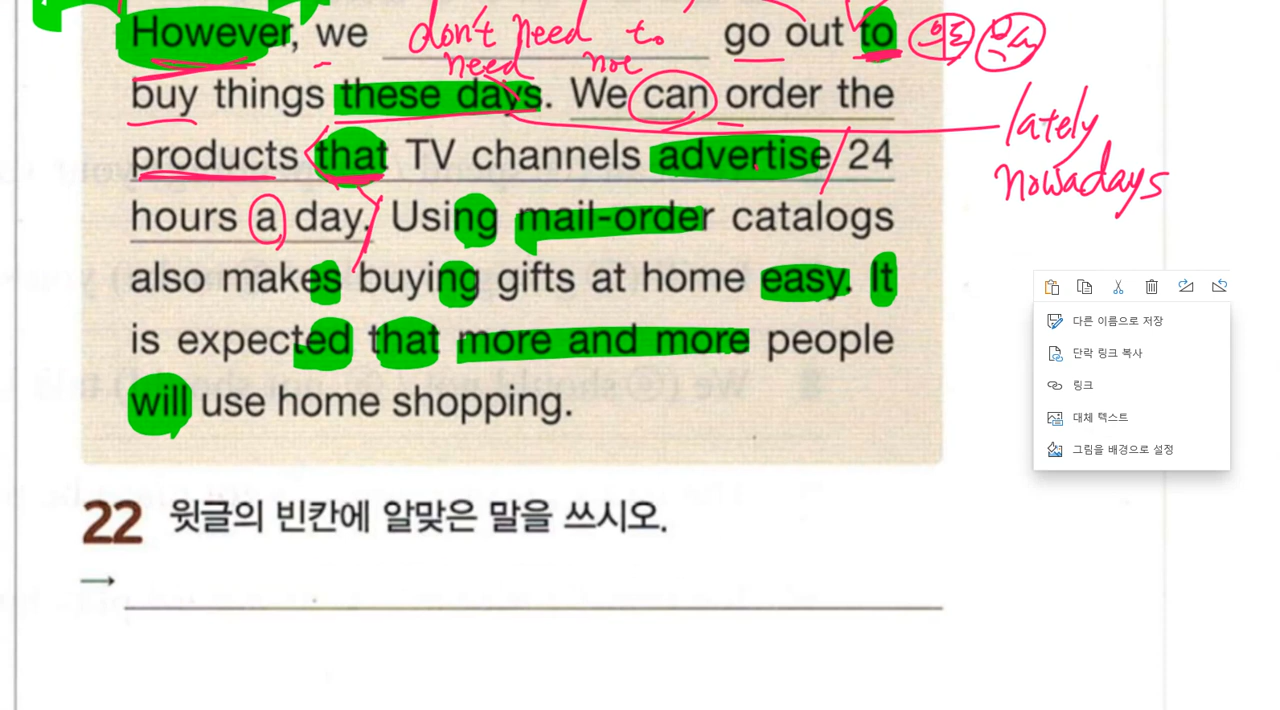 However, we don't need to go out to 의도 부사
need not
buy things these days. We can order the
lately
products that TV channels advertise / 24
nowadays
hours a day. Using mail-order catalogs
also makes buying gifts at home easy. It
is expected that more and more people
will use home shopping.
다른 이름으로 저장
단락 링크 복사
링크
대체 텍스트
그림을 배경으로 설정
22 윗글의 빈칸에 알맞은 말을 쓰시오.
→